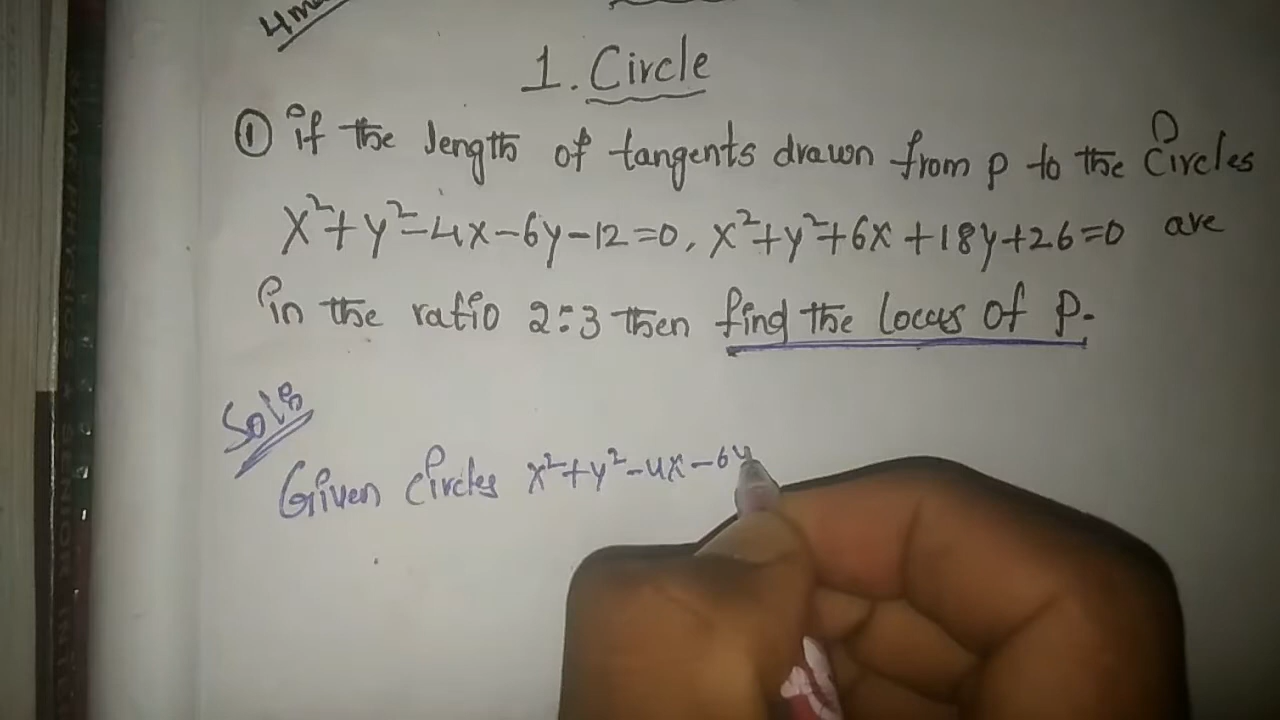 4m
1. Circle
① if the length of tangents drawn from p to the Circles
x²+y²-4x-6y-12=0, x²+y²+6x+18y+26=0 are
in the ratio 2:3 then find the locus of P.
Sol:
Given Circles x²+y²-4x-6y